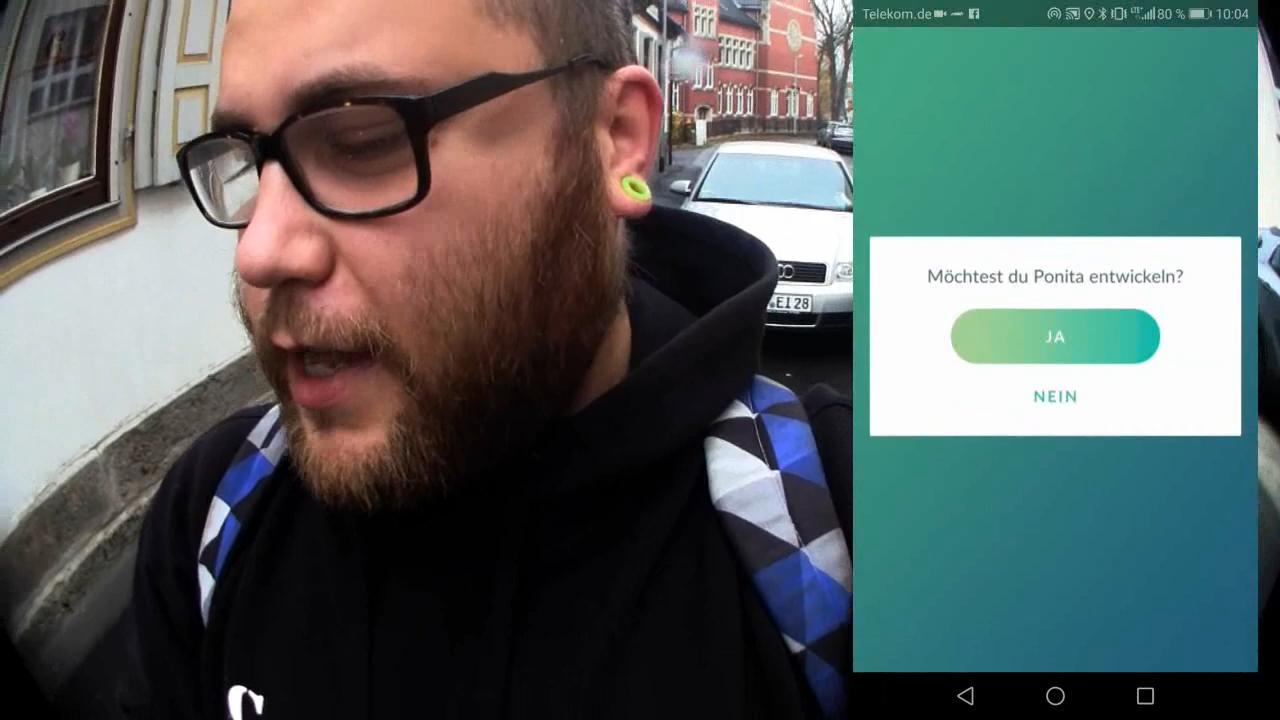 Telekom.de
80 % 10:04
Möchtest du Ponita entwickeln?
JA
NEIN
EI 28